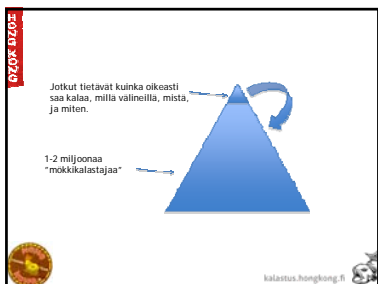 Jotkut tietävät kuinka oikeasti
saa kalaa, millä välineillä, mistä,
ja miten.
1-2 miljoonaa
"mökkikalastajaa"
kalastus.hongkong.fi